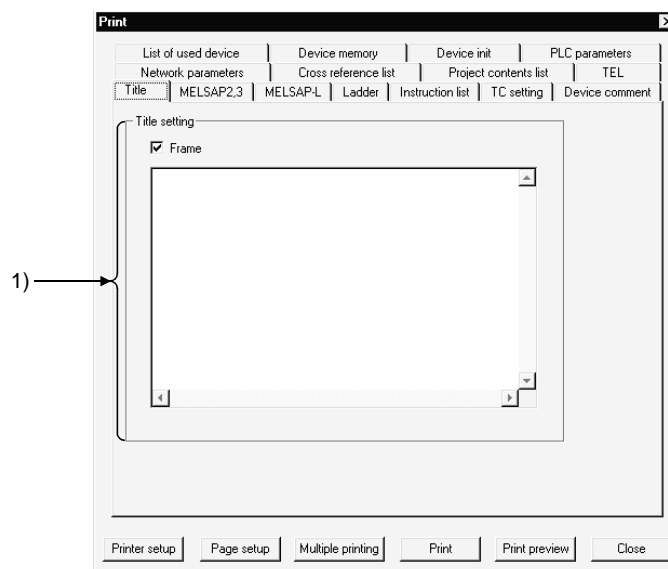 Print
List of used device Device memory Device init PLC parameters
Network parameters Cross reference list Project contents list TEL
Title MELSAP2,3 MELSAP-L Ladder Instruction list TC setting Device comment
Title setting
Frame
1)
Printer setup Page setup Multiple printing Print Print preview Close